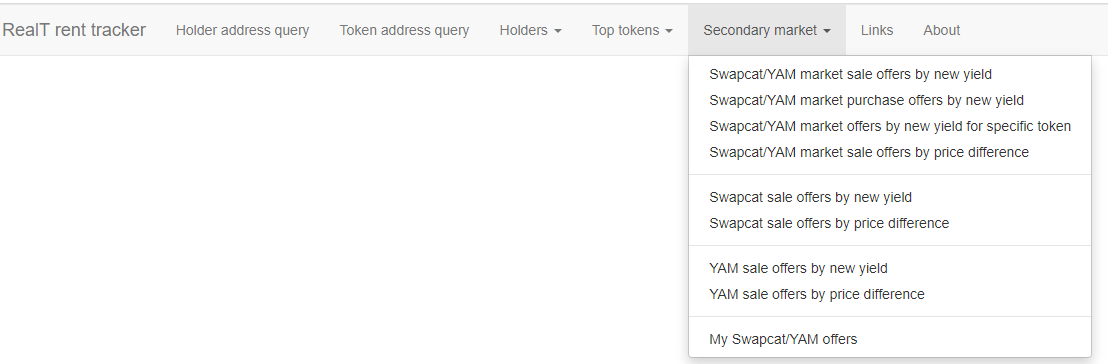 RealT rent tracker Holder address query Token address query Holders Top tokens Secondary market Links About
Swapcat/YAM market sale offers by new yield
Swapcat/YAM market purchase offers by new yield
Swapcat/YAM market offers by new yield for specific token
Swapcat/YAM market sale offers by price difference
Swapcat sale offers by new yield
Swapcat sale offers by price difference
YAM sale offers by new yield
YAM sale offers by price difference
My Swapcat/YAM offers